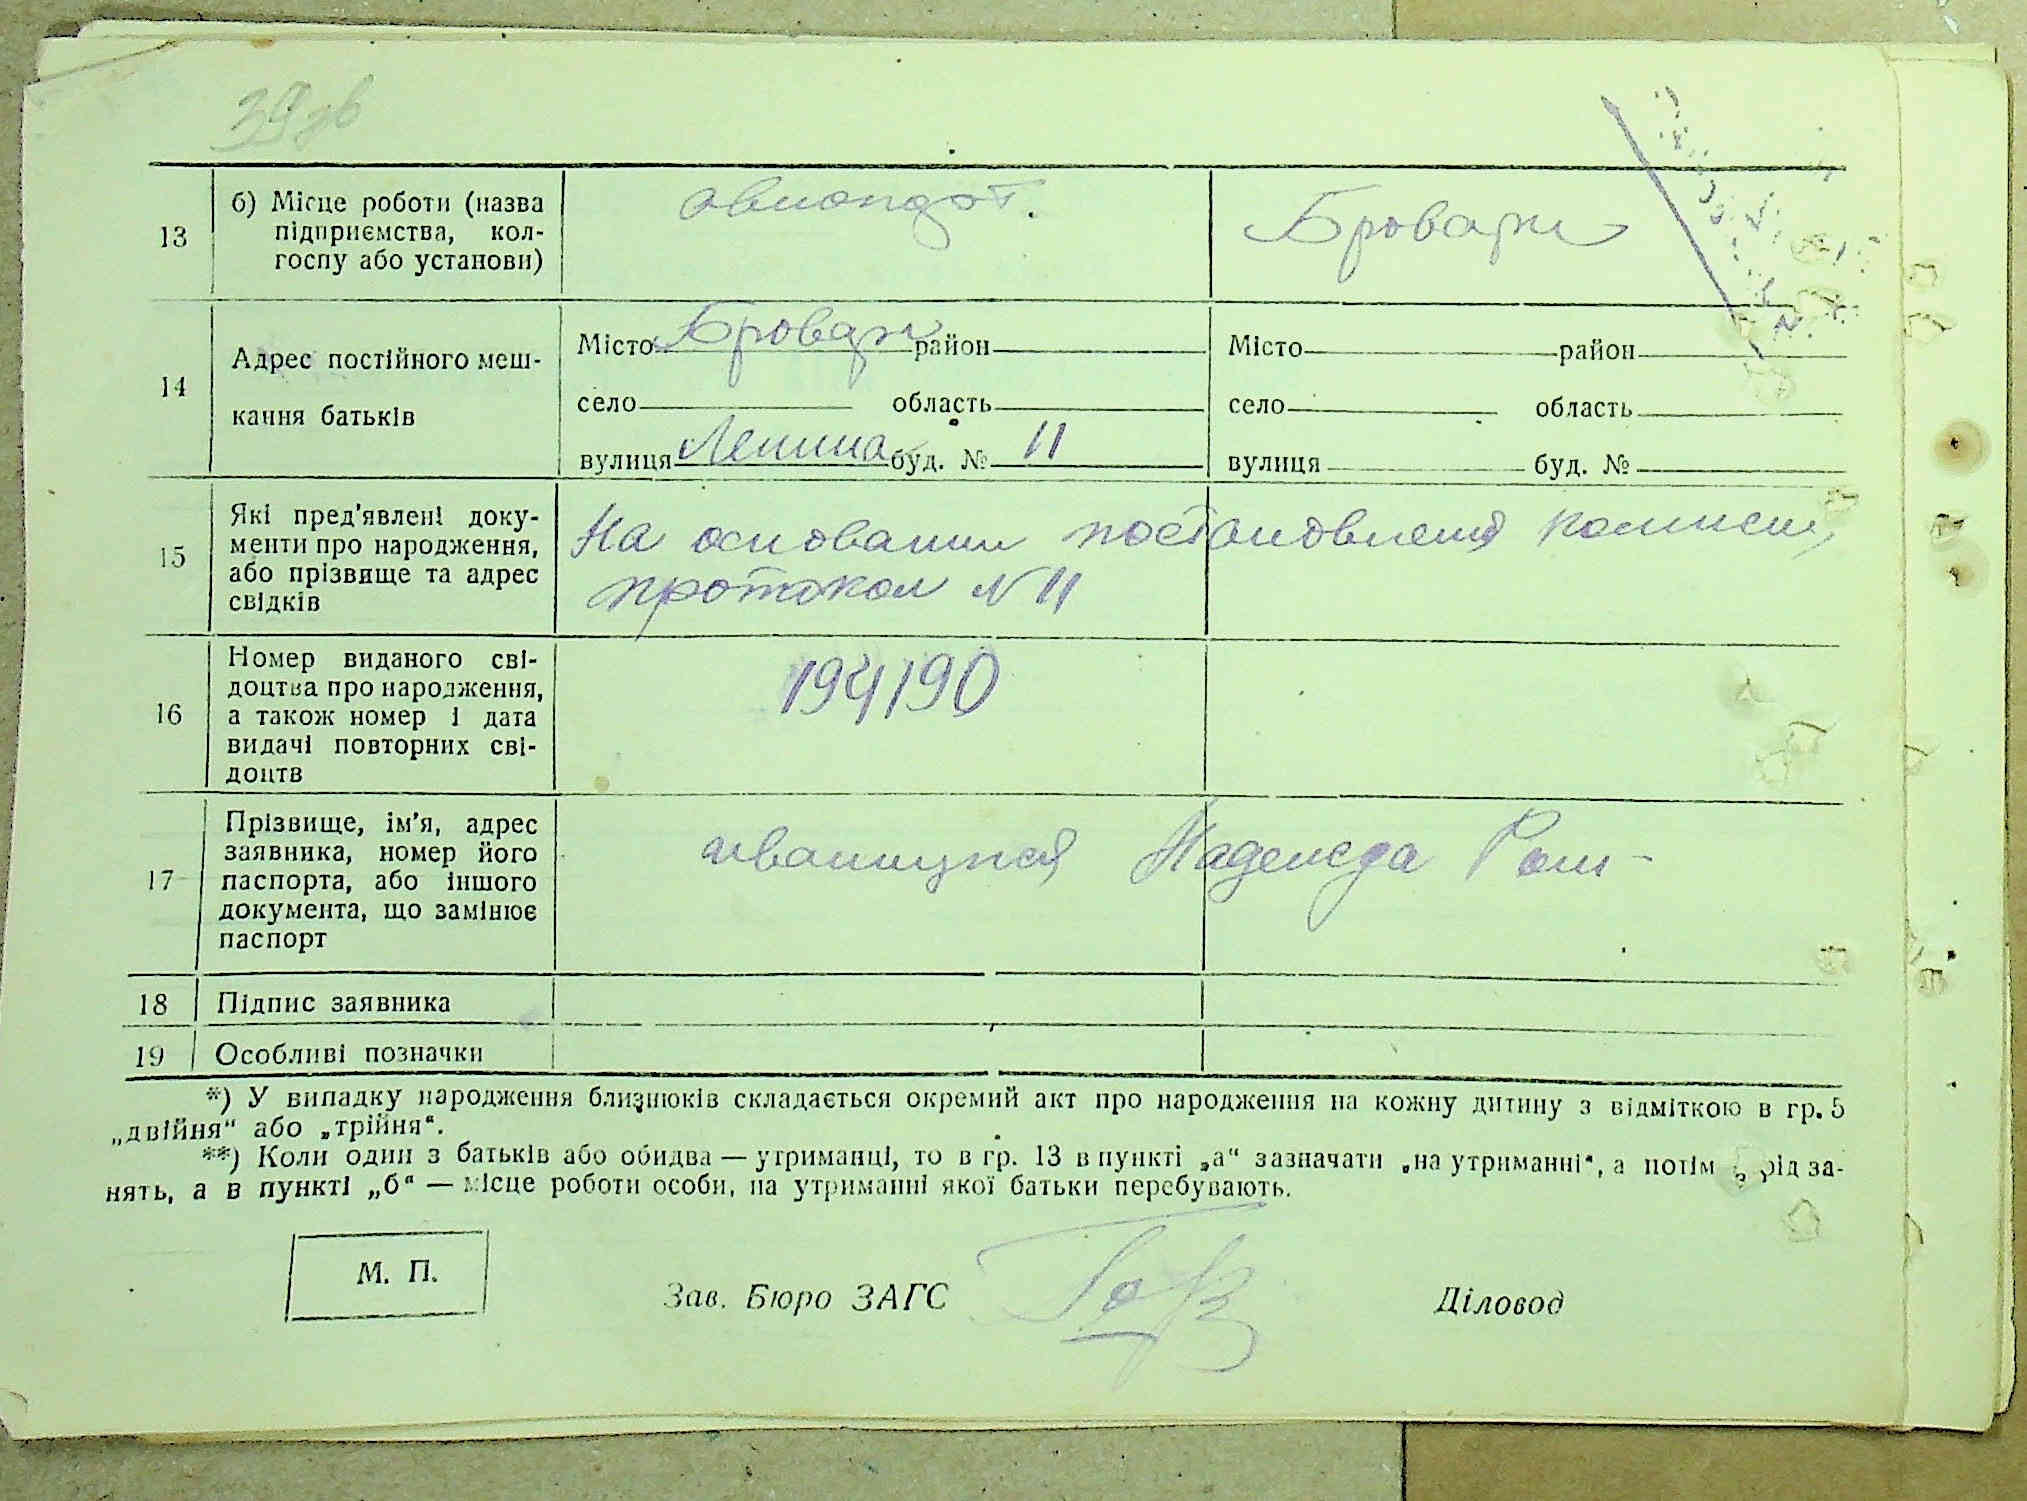 39зв
13
б) Місце роботи (назва
підприємства, кол-
госпу або установи)
Бровари
14
Адрес постійного меш-
кання батьків
Місто Бровари район
село область
вулиця Ленина буд. № 11
Місто район
село область
вулиця буд. №
15
Які пред'явлені доку-
менти про народження,
або прізвище та адрес
свідків
На основании постановления комисии,
протокол N 11
16
Номер виданого сві-
доцтва про народження,
а також номер і дата
видачі повторних сві-
доцтв
194190
17
Прізвище, ім'я, адрес
заявника, номер його
паспорта, або іншого
документа, що замінює
паспорт
Надежда Ром-
18 Підпис заявника
19 Особливі позначки
*) У випадку народження близнюків складається окремий акт про народження на кожну дитину з відміткою в гр. 5
„двійня“ або „трійня“.
**) Коли один з батьків або обидва — утриманці, то в гр. 13 в пункті „а“ зазначати „на утриманні“, а потім рід за-
нять, а в пункті „б“ — місце роботи особи, на утриманні якої батьки перебувають.
М. П.
Зав. Бюро ЗАГС
Діловод